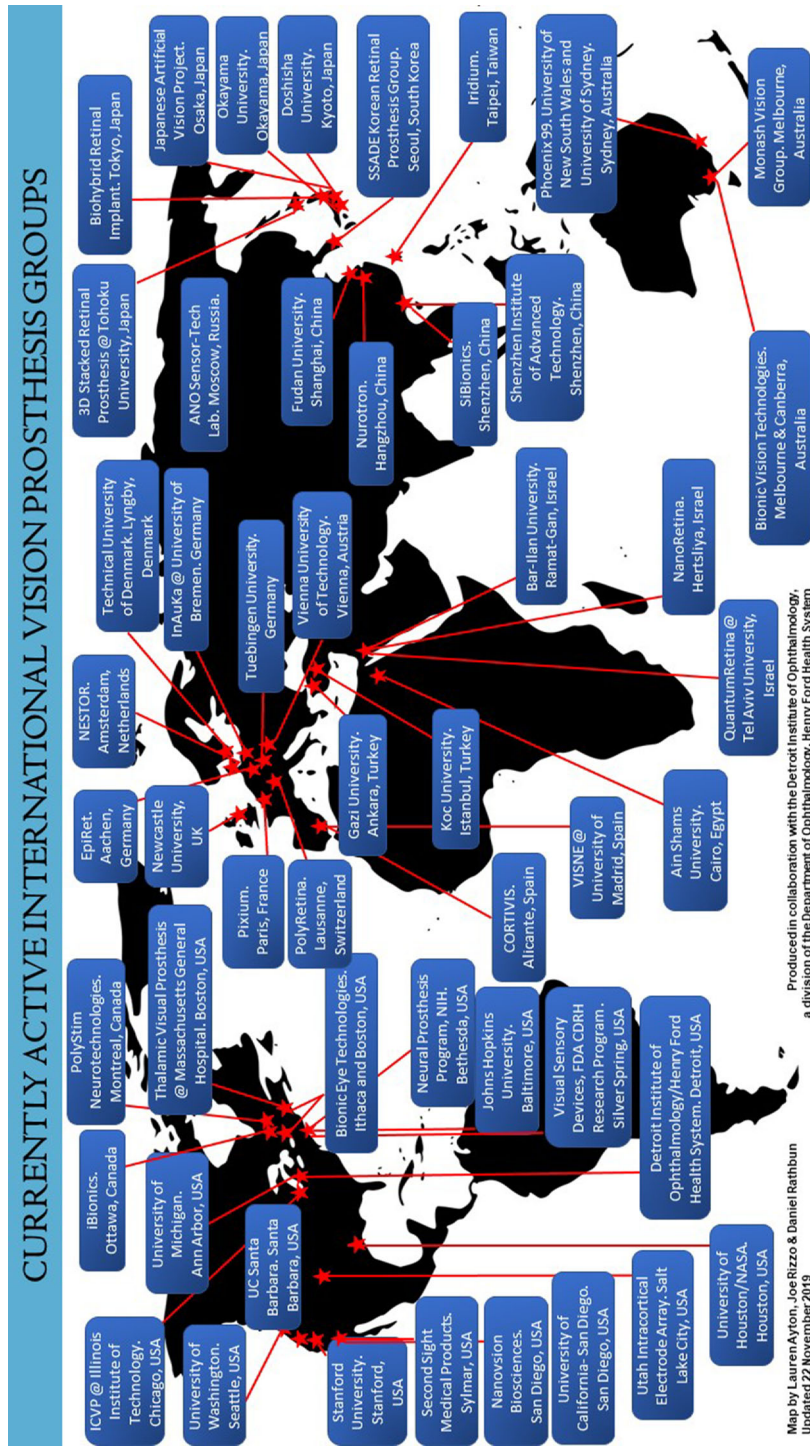 CURRENTLY ACTIVE INTERNATIONAL VISION PROSTHESIS GROUPS
ICVP @ Illinois
Institute of
Technology.
Chicago, USA
University of
Washington.
Seattle, USA
iBionics.
Ottawa, Canada
University of
Michigan.
Ann Arbor, USA
UC Santa
Barbara. Santa
Barbara, USA
PolyStim
Neurotechnologies.
Montreal, Canada
Thalamic Visual Prosthesis
@ Massachusetts General
Hospital. Boston, USA
Stanford
University.
Stanford,
USA
Second Sight
Medical Products.
Sylmar, USA
Nanovsion
Biosciences.
San Diego, USA
University of
California- San Diego.
San Diego, USA
Utah Intracortical
Electrode Array. Salt
Lake City, USA
University of
Houston/NASA.
Houston, USA
BionicEye Technologies.
Ithaca and Boston, USA
Neural Prosthesis
Program, NIH.
Bethesda, USA
Johns Hopkins
University.
Baltimore, USA
Visual Sensory
Devices, FDA CDRH
Research Program .
Silver Spring, USA
Detroit Institute of
Ophthalmology/Henry Ford
Health System. Detroit, USA
EpiRet.
Aachen,
Germany
Newcastle
University,
UK
Pixium.
Paris, France
PolyRetina.
Lausanne,
Switzerland
NESTOR.
Amsterdam,
Netherlands
Technical University
of Denmark. Lyngby,
Denmark
InAuKa @ University of
Bremen. Germany
Tuebingen University.
Germany
Vienna University
of Technology.
Vienna, Austria
Gazi University.
Ankara, Turkey
Koc University.
Istanbul, Turkey
CORTIVIS.
Alicante, Spain
VISNE @
University of
Madrid, Spain
Ain Shams
University.
Cairo, Egypt
Bar-Ilan University.
Ramat-Gan, Israel
NanoRetina.
Hertsliya, Israel
QuantumRetina @
Tel Aviv University,
Israel
3D Stacked Retinal
Prosthesis @ Tohoku
University, Japan
Biohybrid Retinal
Implant. Tokyo, Japan
Japanese Artificial
Vision Project.
Osaka, Japan
Okayama
University.
Okayama, Japan
Doshisha
University.
Kyoto, Japan
ANO Sensor-Tech
Lab. Moscow, Russia.
Fudan University.
Shanghai, China
Nurotron.
Hangzhou, China
SSADE Korean Retinal
Prosthesis Group.
Seoul, South Korea
Iridium.
Taipei, Taiwan
SiBionics.
Shenzhen, China
Shenzhen Institute
of Advanced
Technology.
Shenzhen, China
Phoenix 99. University of
New South Wales and
University of Sydney.
Sydney, Australia
Bionic Vision Technologies.
Melbourne & Canberra,
Australia
Monash Vision
Group. Melbourne,
Australia
Map by Lauren Ayton, Joe Rizzo & Daniel Rathbun
Updated 22 November 2019
Produced in collaboration with the Detroit Institute of Ophthalmology,
a division of the Department of Ophthalmology, Henry Ford Health System